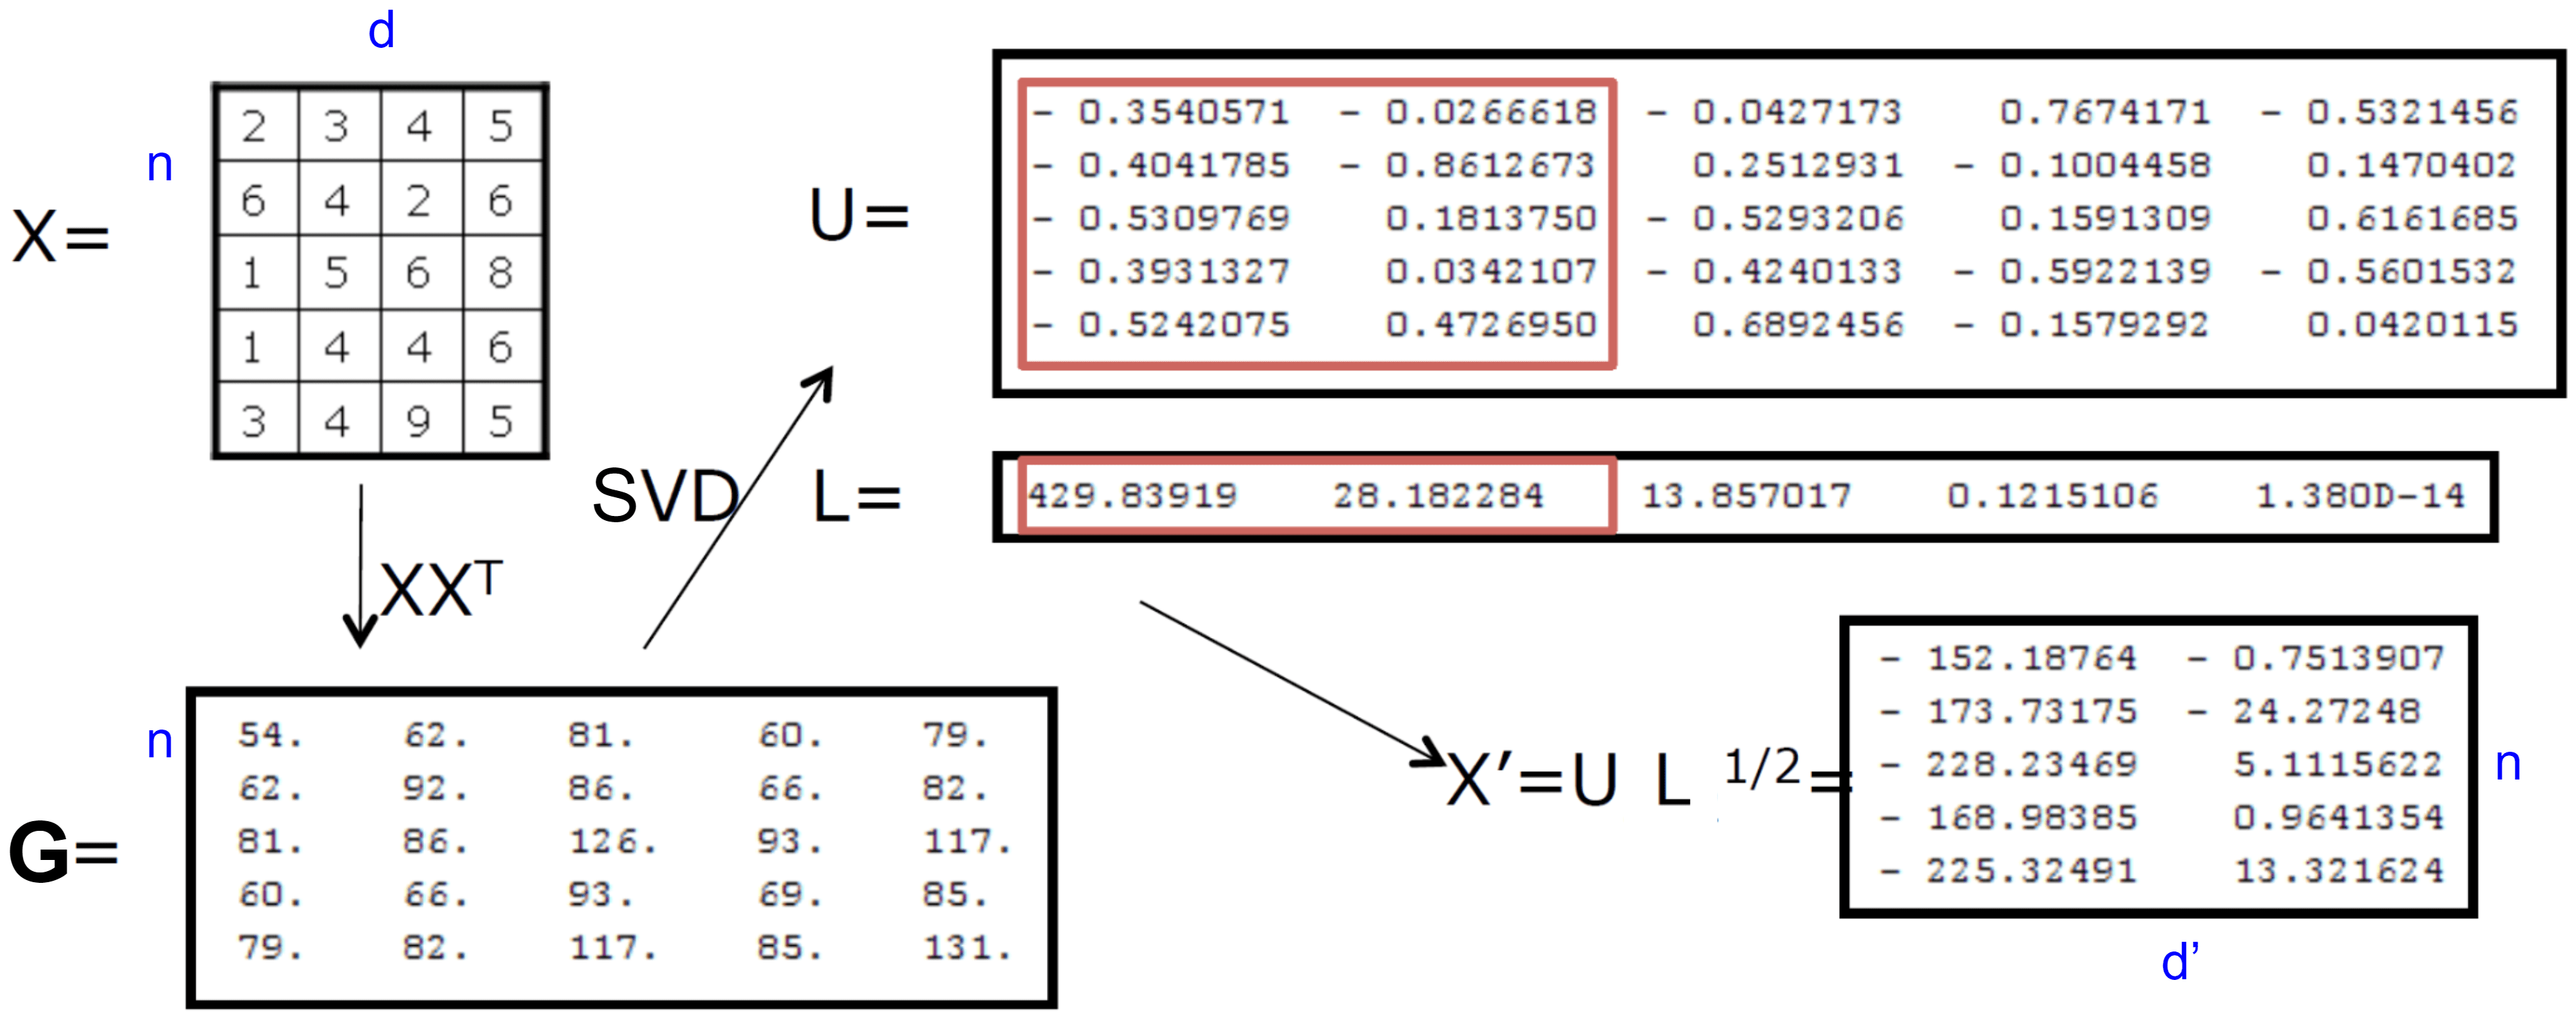 d
n
X=
2 3 4 5
6 4 2 6
1 5 6 8
1 4 4 6
3 4 9 5
U=
- 0.3540571 - 0.0266618 - 0.0427173 0.7674171 - 0.5321456
- 0.4041785 - 0.8612673 0.2512931 - 0.1004458 0.1470402
- 0.5309769 0.1813750 - 0.5293206 0.1591309 0.6161685
- 0.3931327 0.0342107 - 0.4240133 - 0.5922139 - 0.5601532
- 0.5242075 0.4726950 0.6892456 - 0.1579292 0.0420115
SVD
L=
429.83919 28.182284 13.857017 0.1215106 1.380D-14
XXᵀ
n
G=
54. 62. 81. 60. 79.
62. 92. 86. 66. 82.
81. 86. 126. 93. 117.
60. 66. 93. 69. 85.
79. 82. 117. 85. 131.
X'=U L 1/2=
- 152.18764 - 0.7513907
- 173.73175 - 24.27248
- 228.23469 5.1115622
- 168.98385 0.9641354
- 225.32491 13.321624
n
d'